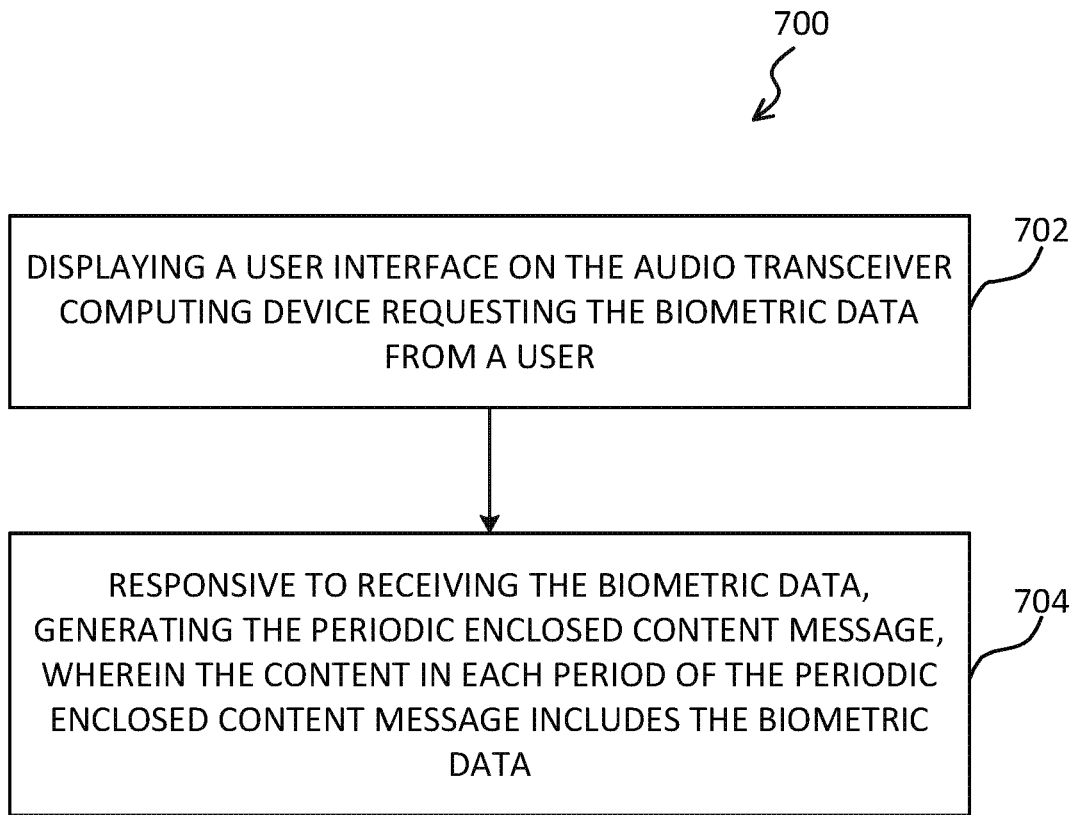 700
702
DISPLAYING A USER INTERFACE ON THE AUDIO TRANSCEIVER
COMPUTING DEVICE REQUESTING THE BIOMETRIC DATA
FROM A USER
704
RESPONSIVE TO RECEIVING THE BIOMETRIC DATA,
GENERATING THE PERIODIC ENCLOSED CONTENT MESSAGE,
WHEREIN THE CONTENT IN EACH PERIOD OF THE PERIODIC
ENCLOSED CONTENT MESSAGE INCLUDES THE BIOMETRIC
DATA